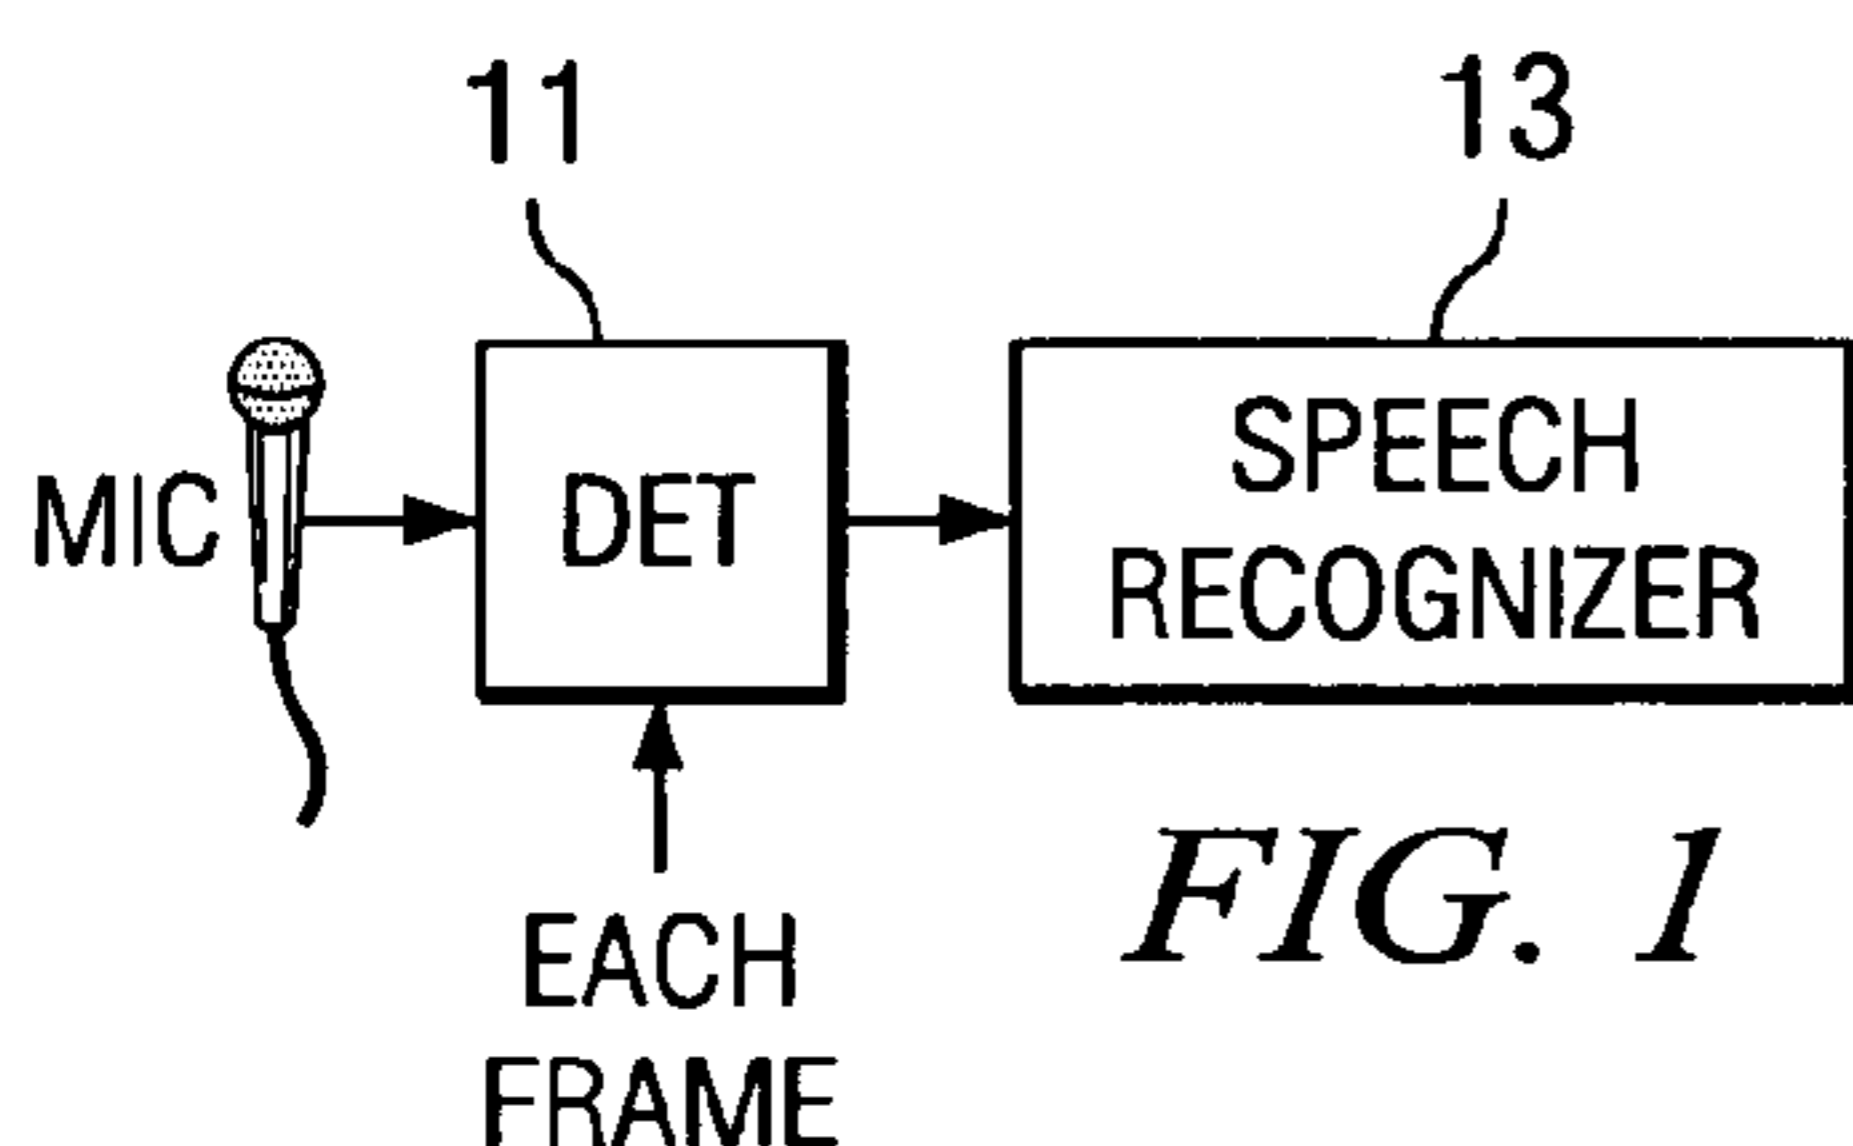 11
13
MIC
DET
SPEECH
RECOGNIZER
EACH
FRAME
FIG. 1